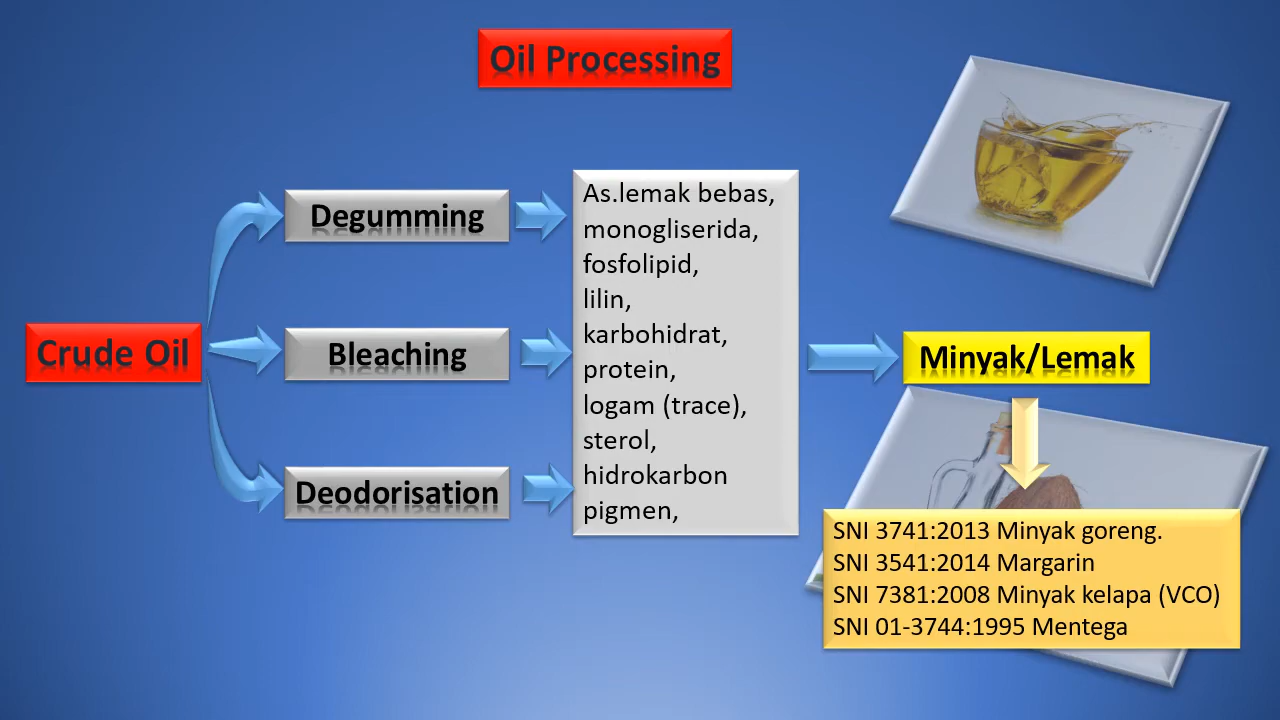 Oil Processing
Crude Oil
Degumming
Bleaching
Deodorisation
As.lemak bebas,
monogliserida,
fosfolipid,
lilin,
karbohidrat,
protein,
logam (trace),
sterol,
hidrokarbon
pigmen,
Minyak/Lemak
SNI 3741:2013 Minyak goreng.
SNI 3541:2014 Margarin
SNI 7381:2008 Minyak kelapa (VCO)
SNI 01-3744:1995 Mentega